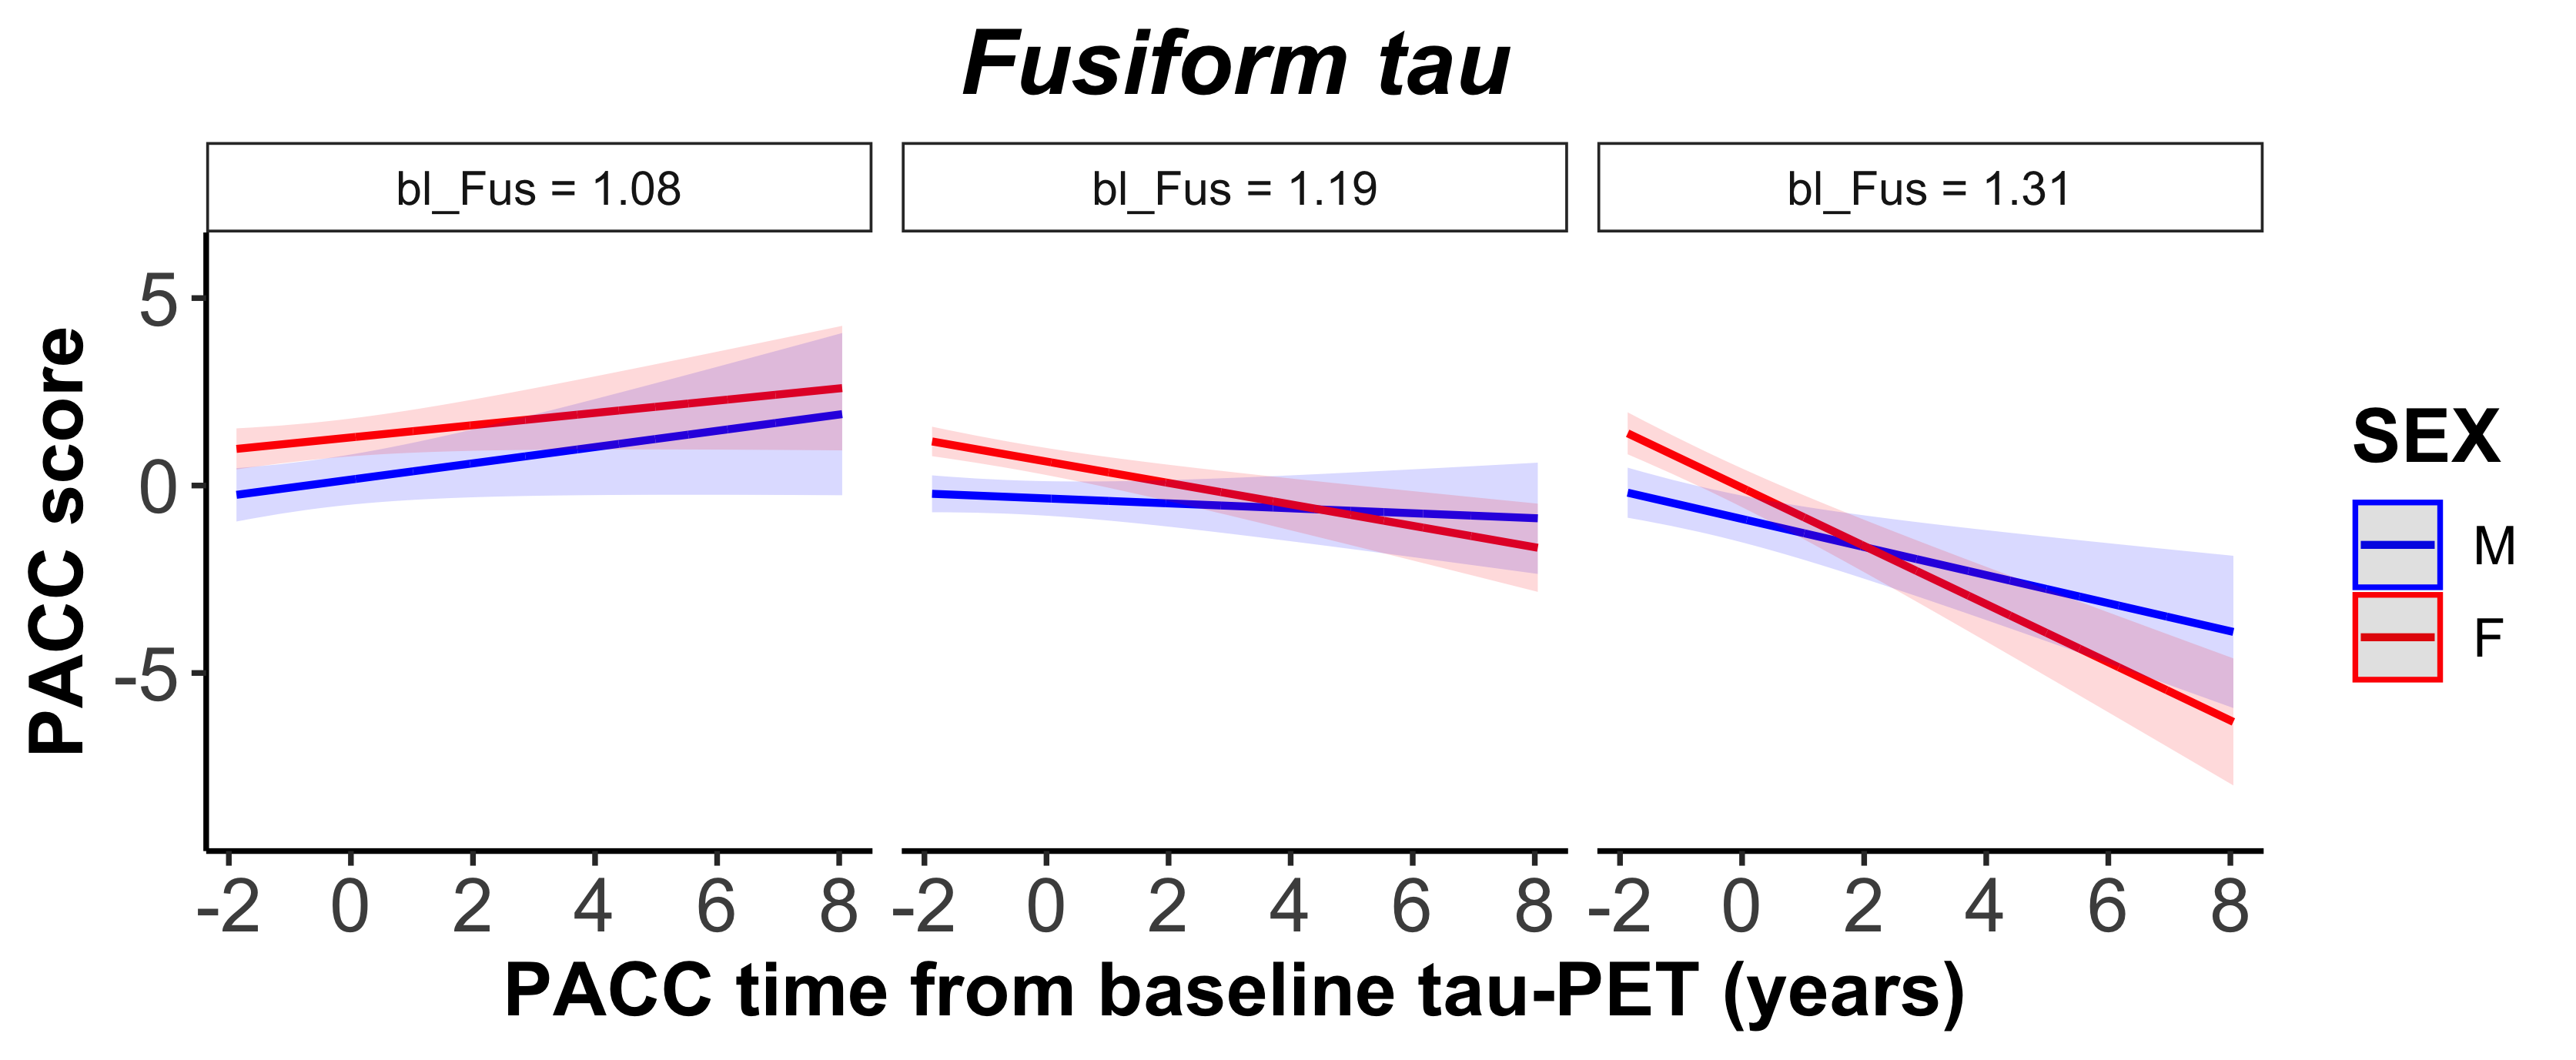 Fusiform tau
bl_Fus = 1.08
bl_Fus = 1.19
bl_Fus = 1.31
PACC score
5
0
-5
-2 0 2 4 6 8
-2 0 2 4 6 8
-2 0 2 4 6 8
PACC time from baseline tau-PET (years)
SEX
M
F